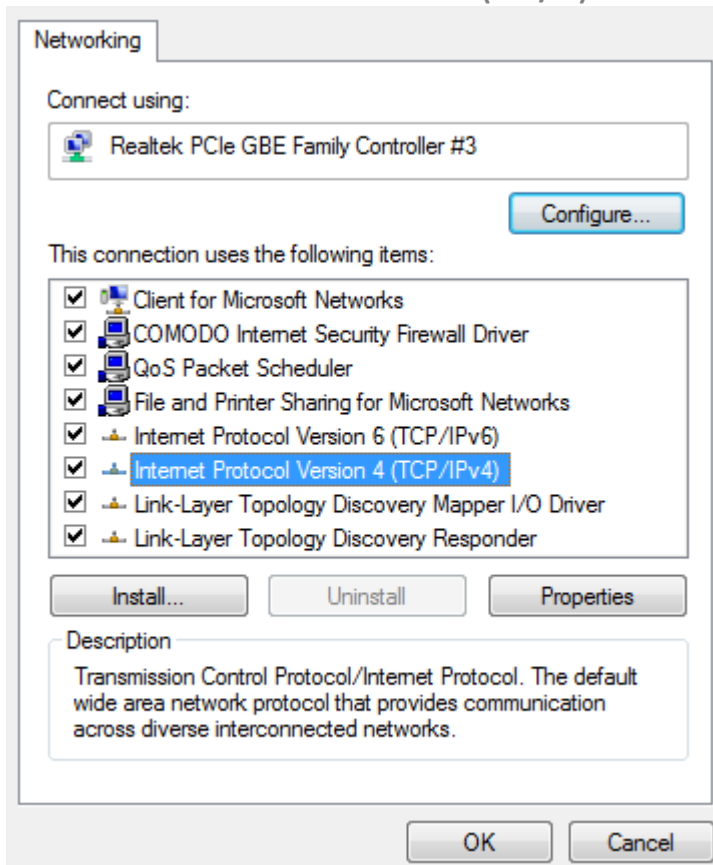 Networking
Connect using:
Realtek PCIe GBE Family Controller #3
Configure...
This connection uses the following items:
Client for Microsoft Networks
COMODO Internet Security Firewall Driver
QoS Packet Scheduler
File and Printer Sharing for Microsoft Networks
Internet Protocol Version 6 (TCP/IPv6)
Internet Protocol Version 4 (TCP/IPv4)
Link-Layer Topology Discovery Mapper I/O Driver
Link-Layer Topology Discovery Responder
Install... Uninstall Properties
Description
Transmission Control Protocol/Internet Protocol. The default
wide area network protocol that provides communication
across diverse interconnected networks.
OK Cancel